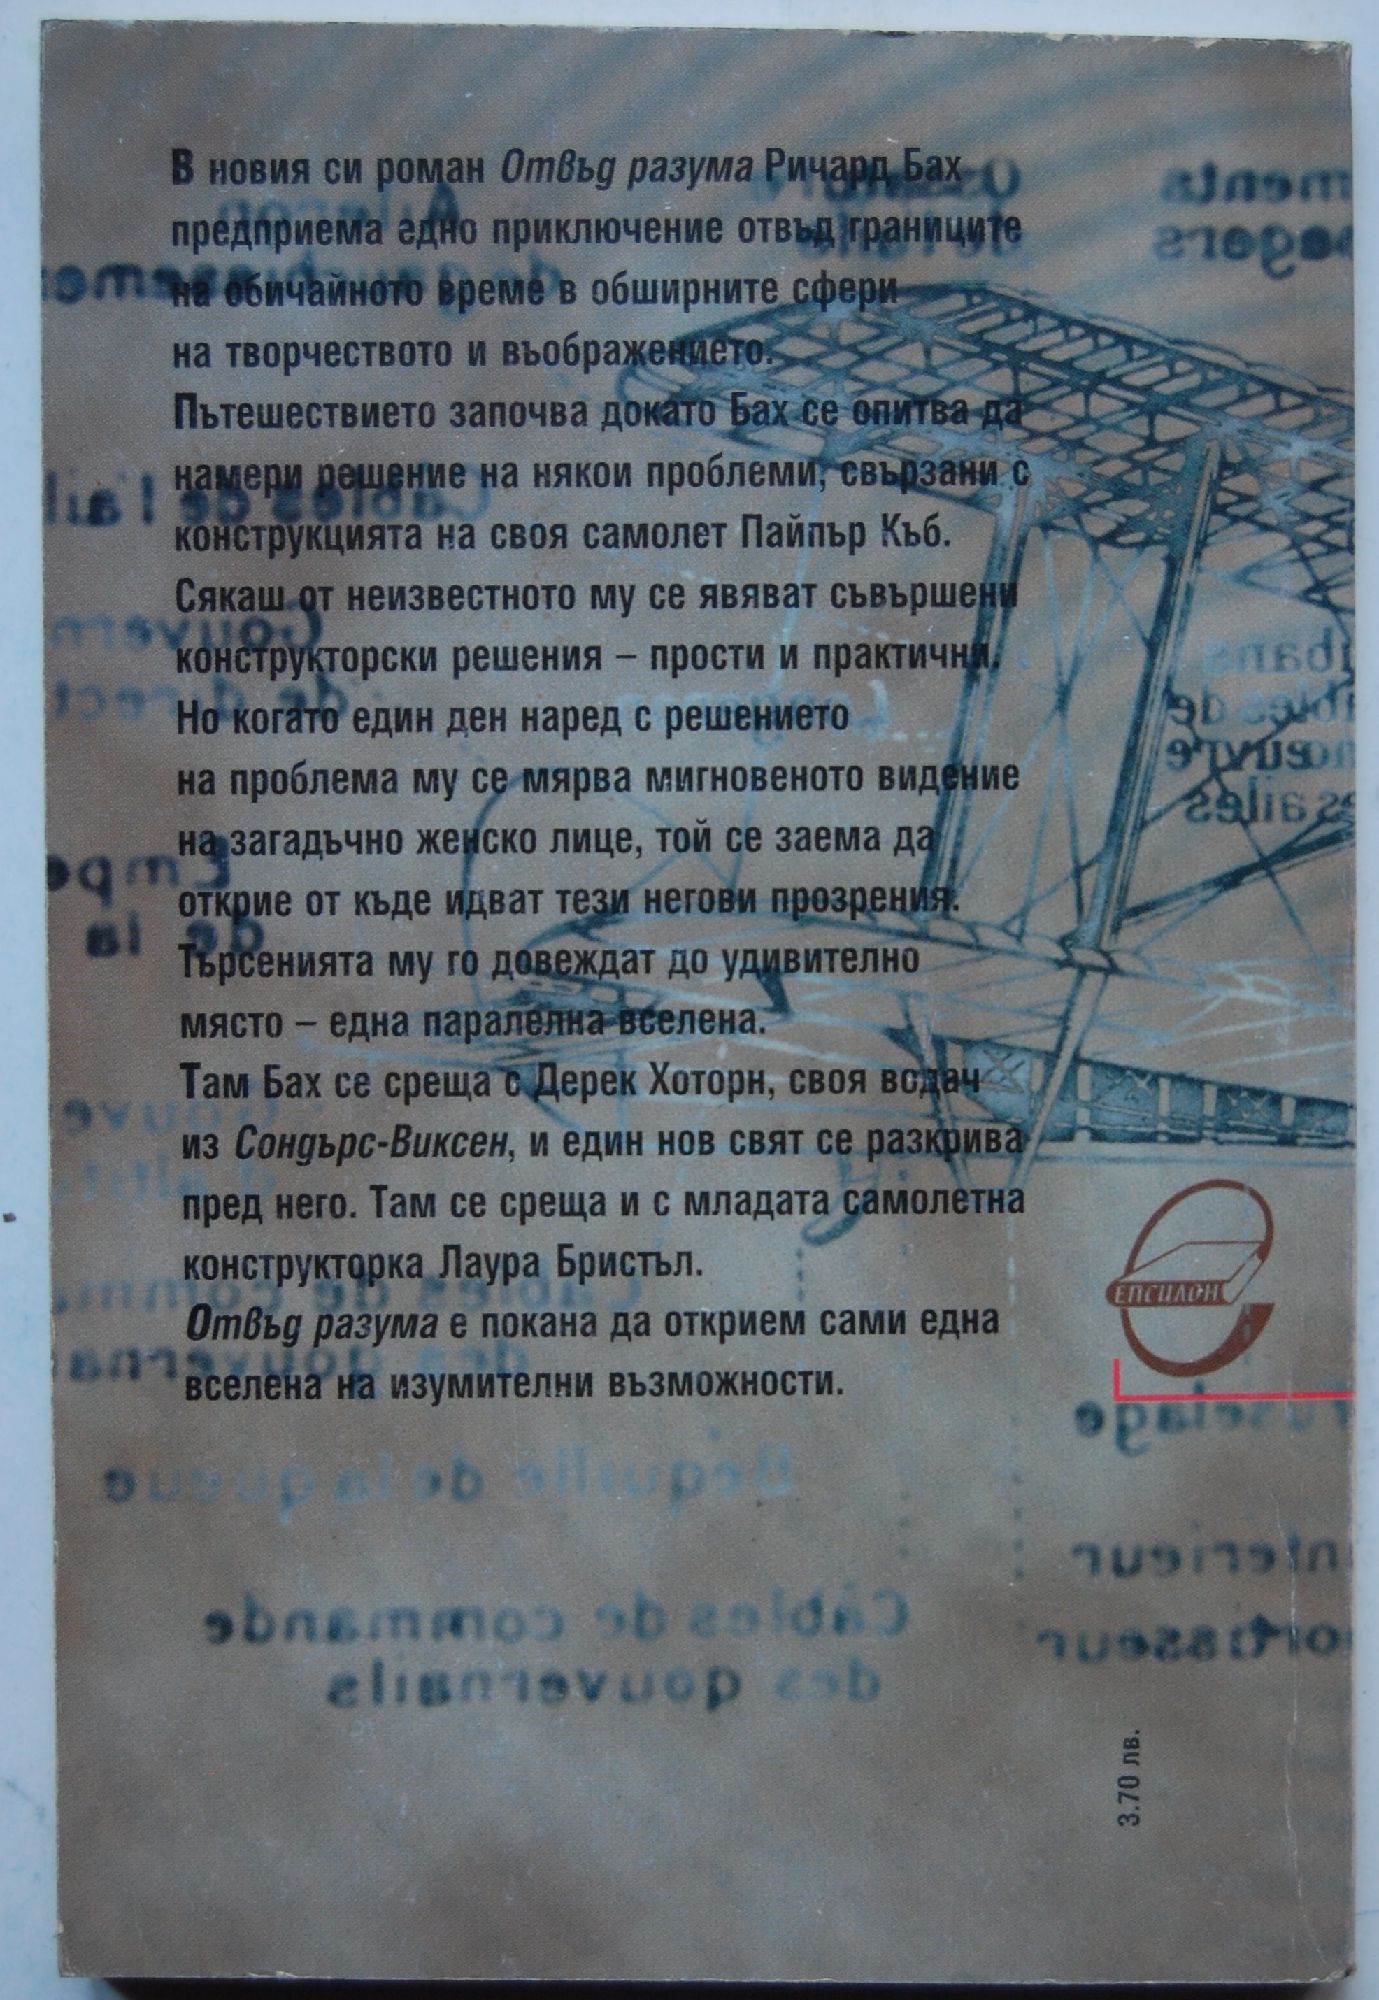 В новия си роман Отвъд разума Ричард Бах
предприема едно приключение отвъд границите
на обичайното време в обширните сфери
на творчеството и въображението.
Пътешествието започва докато Бах се опитва да
намери решение на някои проблеми, свързани с
конструкцията на своя самолет Пайпър Къб.
Сякаш от неизвестното му се явяват съвършени
конструкторски решения – прости и практични.
Но когато един ден наред с решението
на проблема му се мярва мигновеното видение
на загадъчно женско лице, той се заема да
открие от къде идват тези негови прозрения.
Търсенията му го довеждат до удивително
място – една паралелна вселена.
Там Бах се среща с Дерек Хоторн, своя водач
из Сондърс-Виксен, и един нов свят се разкрива
пред него. Там се среща и с младата самолетна
конструкторка Лаура Бристъл.
Отвъд разума е покана да открием сами една
вселена на изумителни възможности.
ЕПСИЛОН
Cables de l'ail
Empe
de la
Béquille de la queue
Câbles de commande
des gouvernails
fuselage
3.70 лв.